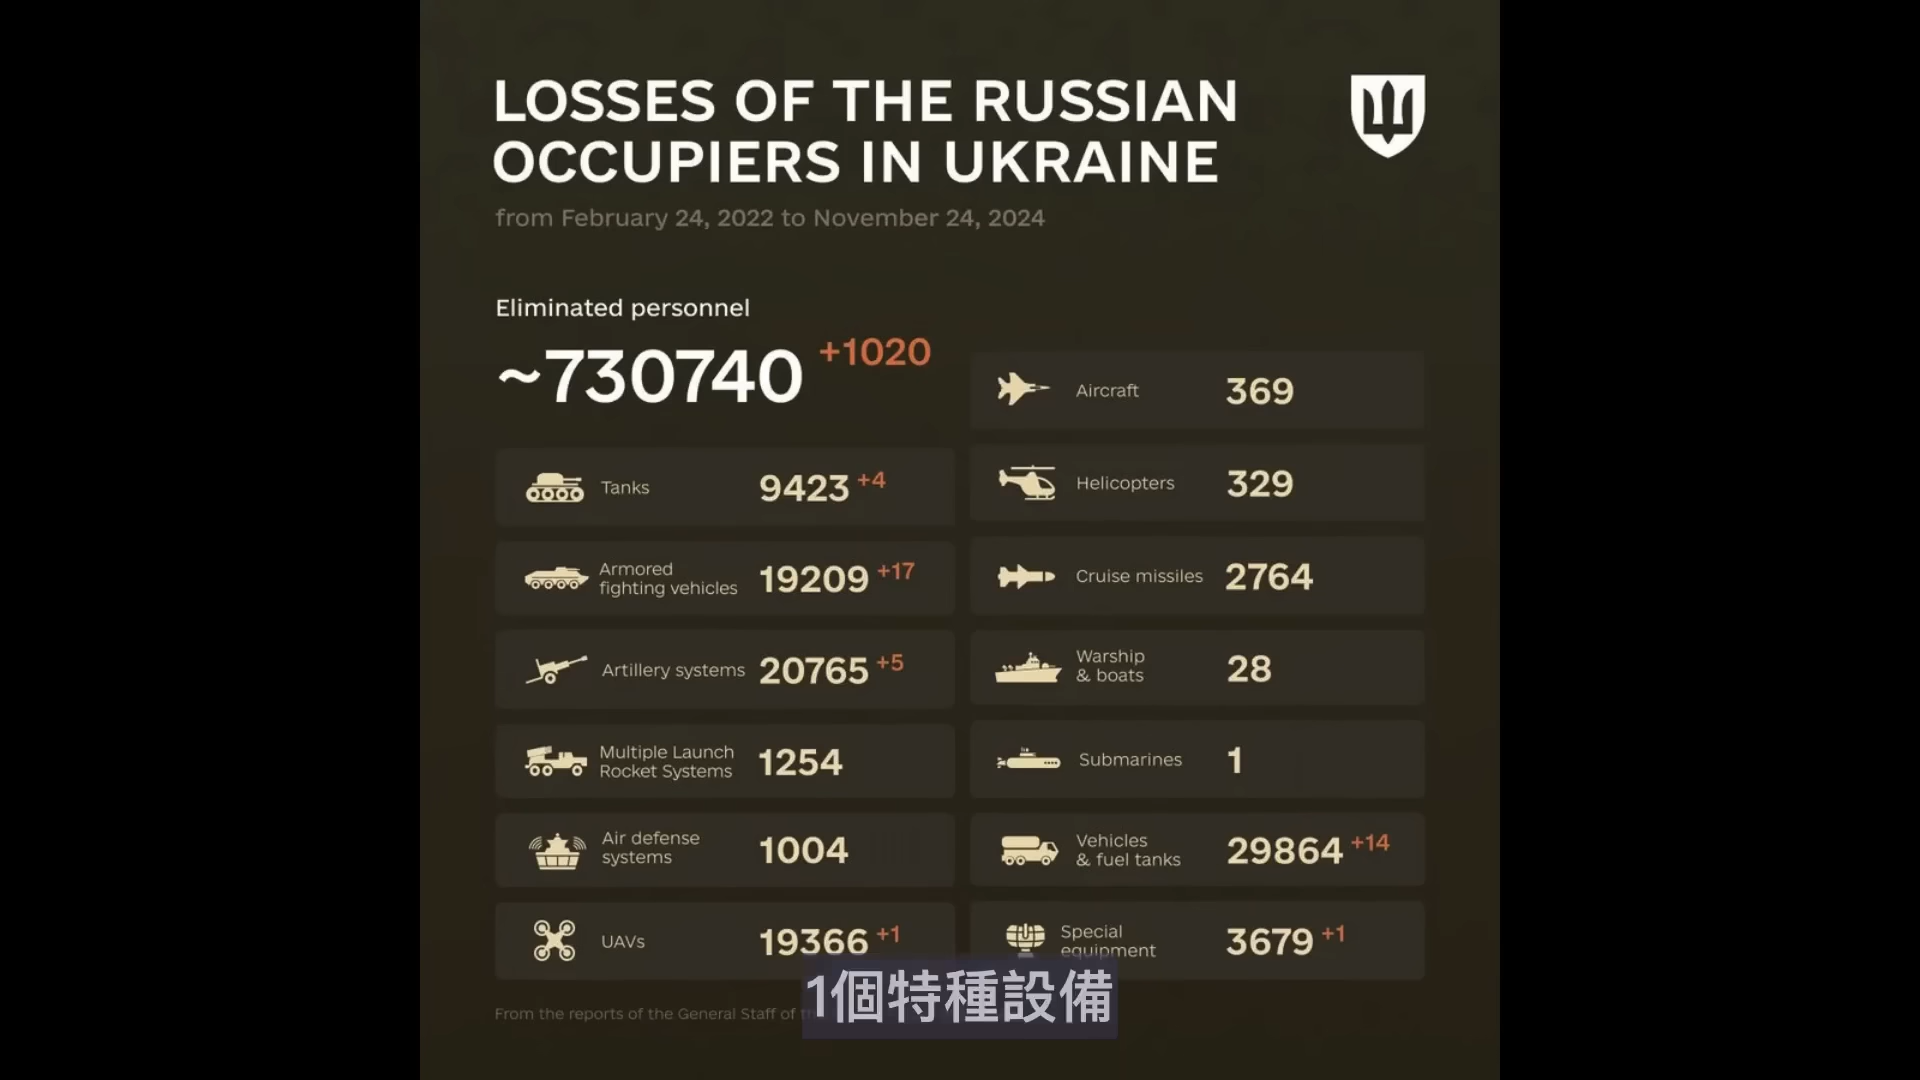 LOSSES OF THE RUSSIAN
OCCUPIERS IN UKRAINE
from February 24, 2022 to November 24, 2024
Eliminated personnel
~730740 +1020
Tanks 9423 +4
Armored
fighting vehicles 19209 +17
Artillery systems 20765 +5
Multiple Launch
Rocket Systems 1254
Air defense
systems 1004
UAVs 19366 +1
Aircraft 369
Helicopters 329
Cruise missiles 2764
Warship
& boats 28
Submarines 1
Vehicles
& fuel tanks 29864 +14
Special
equipment 3679 +1
From the reports of the General Staff of
1個特種設備